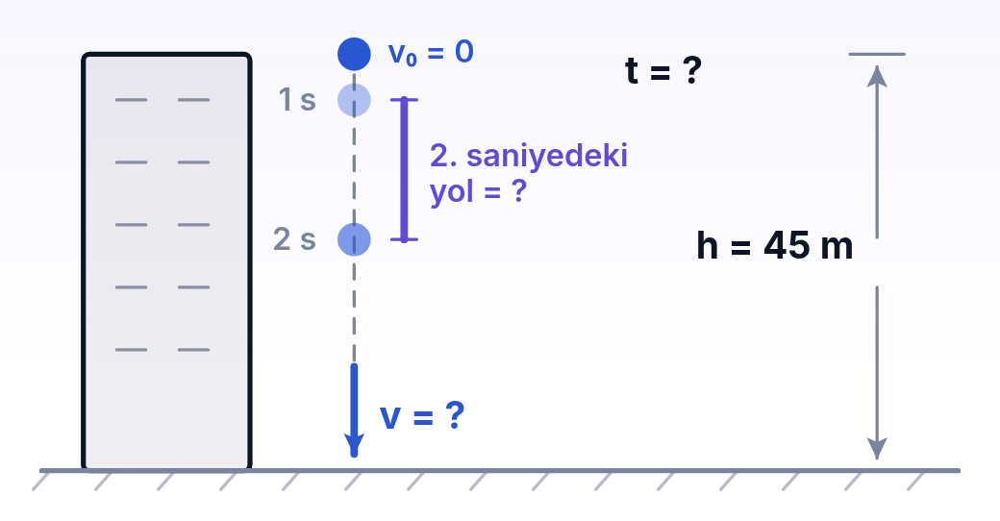 v₀ = 0
t = ?
1 s
2. saniyedeki
yol = ?
2 s
h = 45 m
v = ?